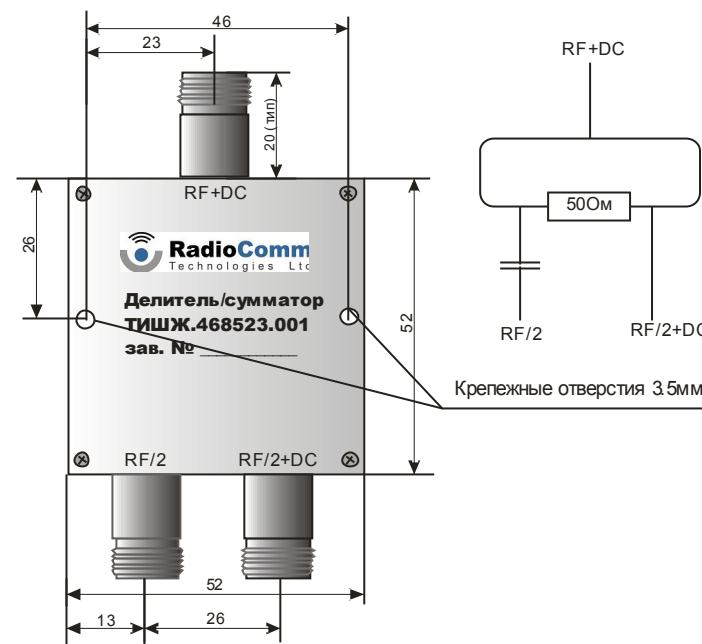 46
23
20 (тип)
RF+DC
RF+DC
26
50Ом
RadioComm
Technologies Ltd
Делитель/сумматор
ТИШЖ.468523.001
зав. № __________
52
RF/2
RF/2+DC
Крепежные отверстия 3.5мм
RF/2
RF/2+DC
52
13
26